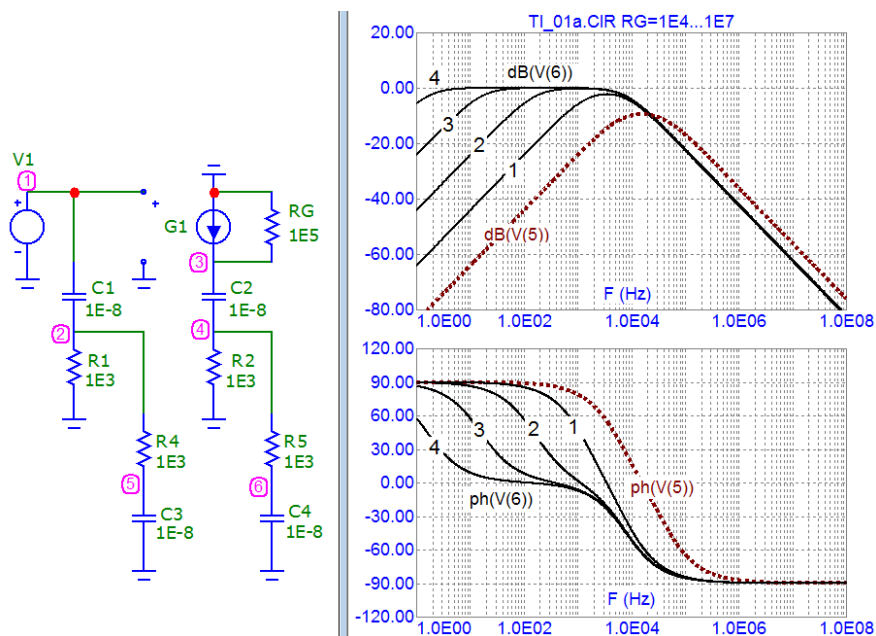 TI_01a.CIR RG=1E4...1E7
V1
1
+
-
+
-
G1
RG
1E5
3
C1
1E-8
C2
1E-8
2
4
R1
1E3
R2
1E3
R4
1E3
R5
1E3
5
6
C3
1E-8
C4
1E-8
20.00
0.00
-20.00
-40.00
-60.00
-80.00
4
dB(V(6))
3
2
1
dB(V(5))
F (Hz)
1.0E00
1.0E02
1.0E04
1.0E06
1.0E08
120.00
90.00
60.00
30.00
0.00
-30.00
-60.00
-90.00
-120.00
4
3
2
1
ph(V(6))
ph(V(5))
F (Hz)
1.0E00
1.0E02
1.0E04
1.0E06
1.0E08